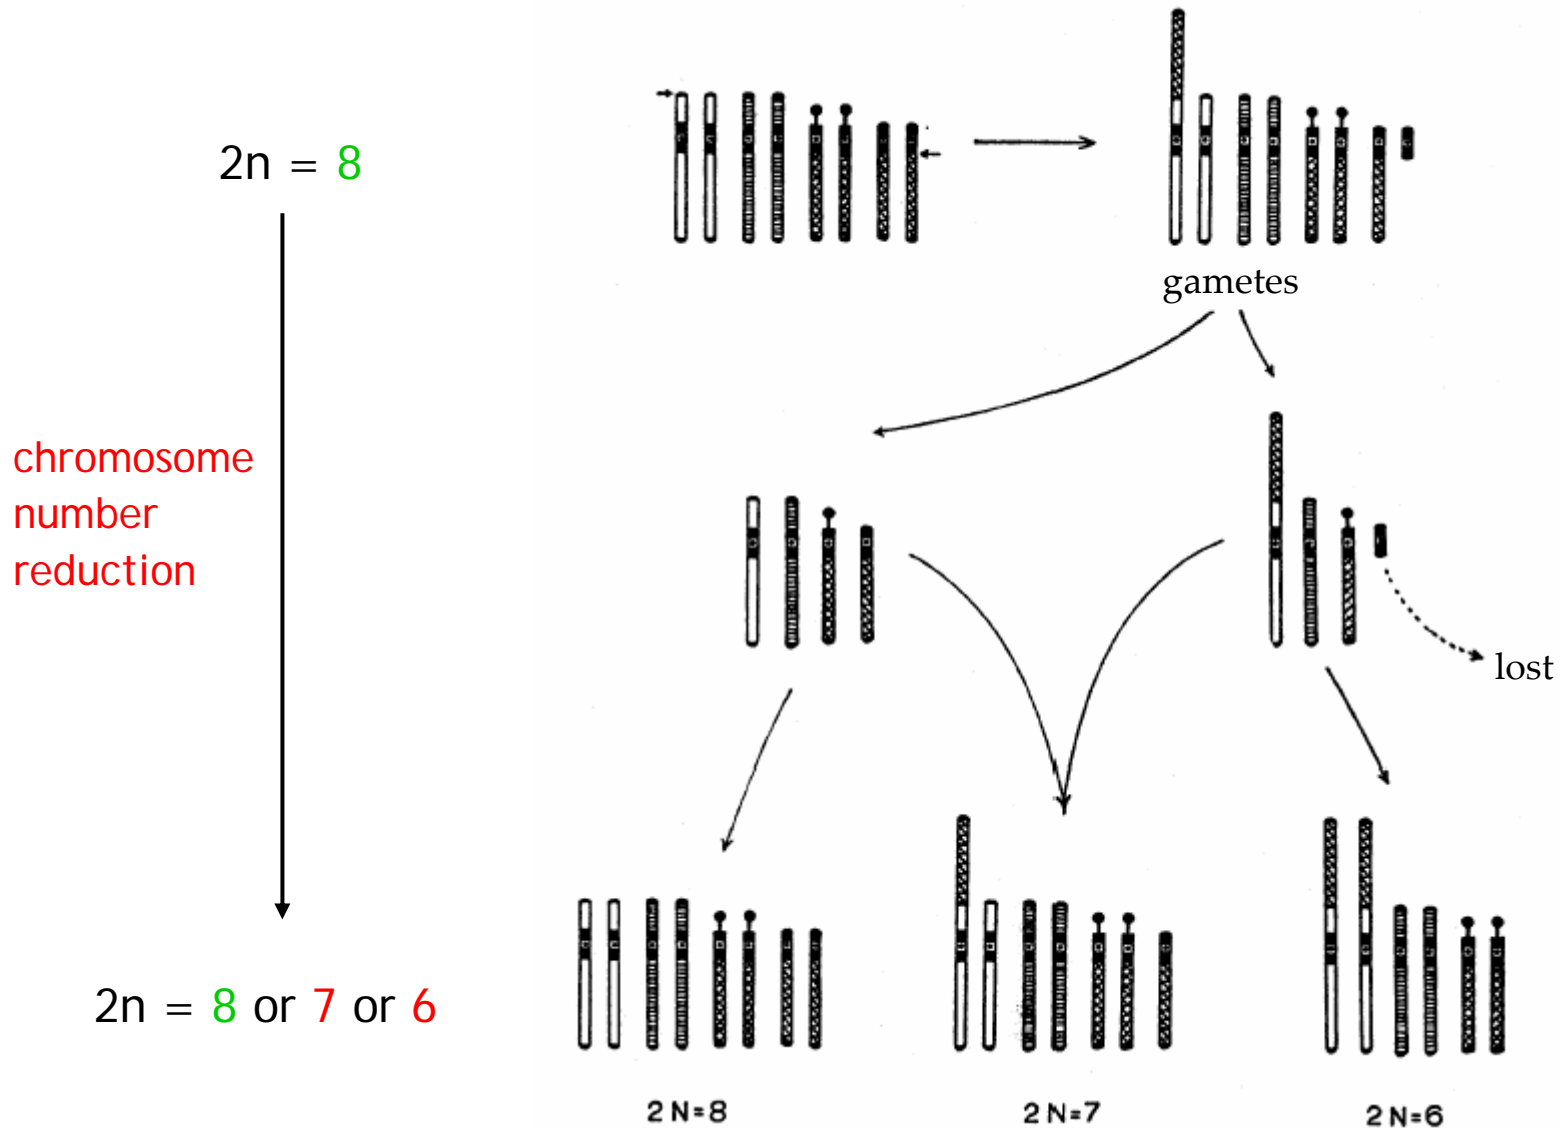 2n = 8
gametes
chromosome
number
reduction
lost
2n = 8 or 7 or 6
2N=8
2N=7
2N=6